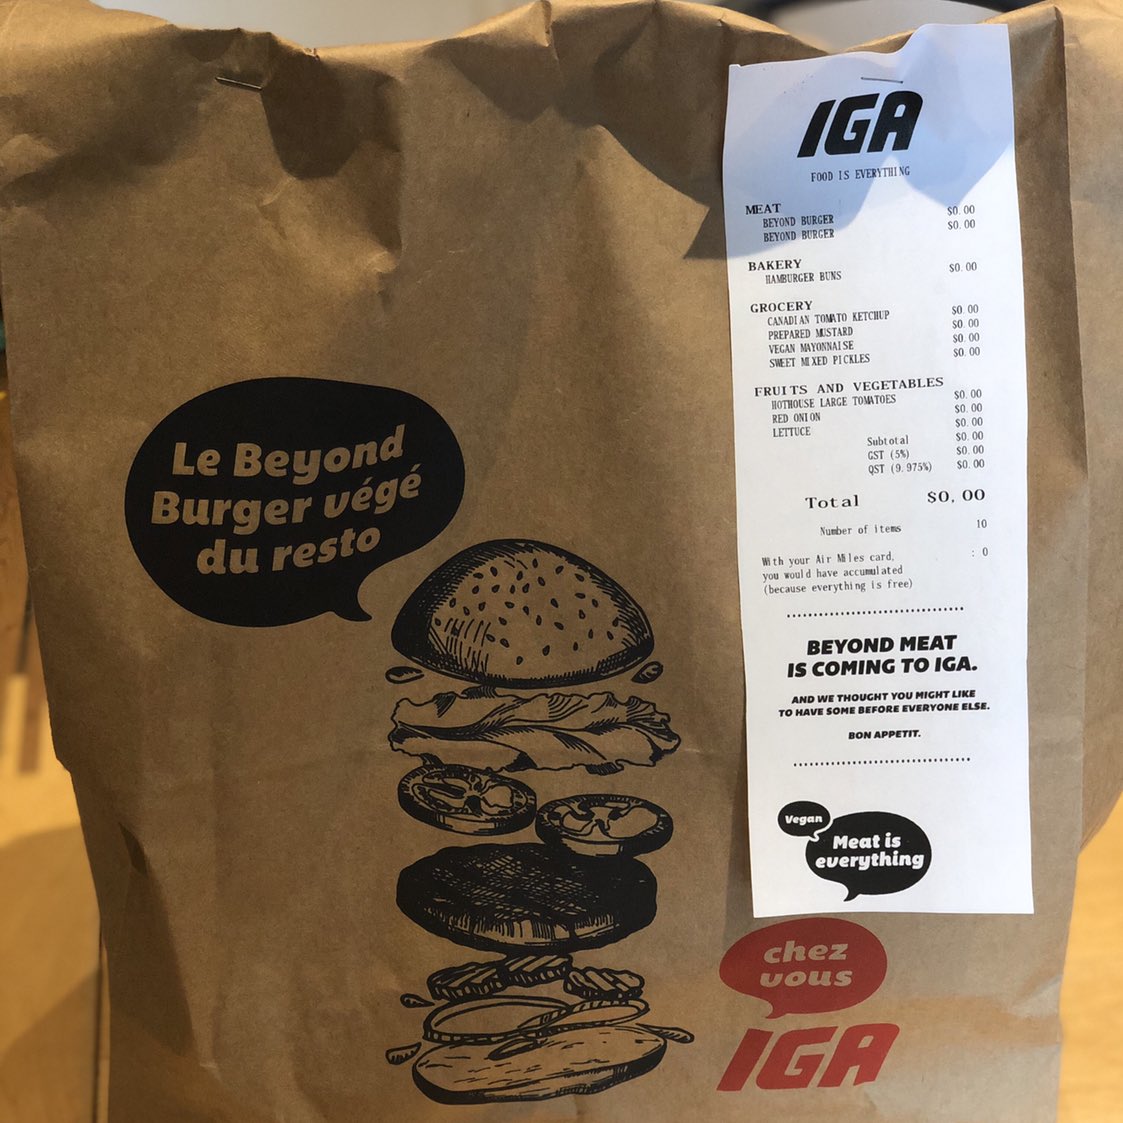 IGA
FOOD IS EVERYTHING
MEAT
BEYOND BURGER $0.00
BEYOND BURGER $0.00
BAKERY
HAMBURGER BUNS $0.00
GROCERY
CANADIAN TOMATO KETCHUP $0.00
PREPARED MUSTARD $0.00
VEGAN MAYONNAISE $0.00
SWEET MIXED PICKLES $0.00
FRUITS AND VEGETABLES
HOTHOUSE LARGE TOMATOES $0.00
RED ONION $0.00
LETTUCE $0.00
Subtotal $0.00
GST (5%) $0.00
QST (9.975%) $0.00
Total $0,00
Number of items 10
With your Air Miles card, : 0
you would have accumulated
(because everything is free)
BEYOND MEAT
IS COMING TO IGA.
AND WE THOUGHT YOU MIGHT LIKE
TO HAVE SOME BEFORE EVERYONE ELSE.
BON APPETIT.
Vegan
Meat is
everything
Le Beyond
Burger végé
du resto
chez
vous
IGA